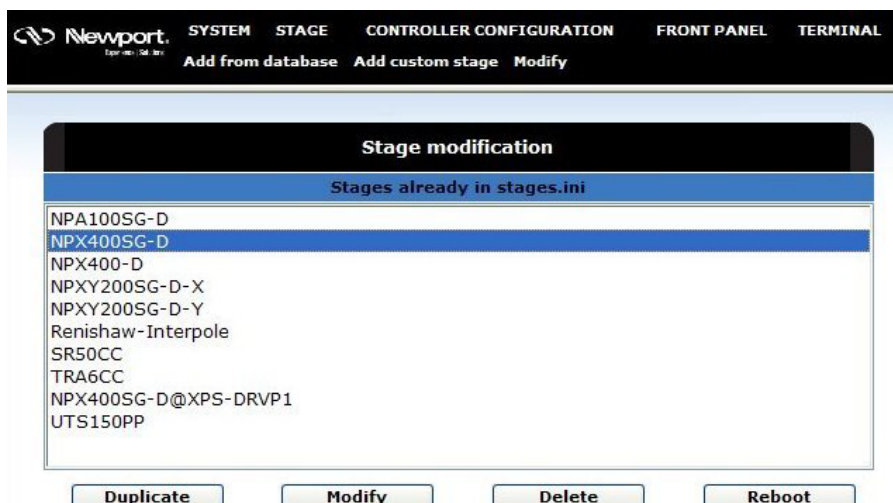 Newport. SYSTEM STAGE CONTROLLER CONFIGURATION FRONT PANEL TERMINAL
Add from database Add custom stage Modify
Stage modification
Stages already in stages.ini
NPA100SG-D
NPX400SG-D
NPX400-D
NPXY200SG-D-X
NPXY200SG-D-Y
Renishaw-Interpole
SR50CC
TRA6CC
NPX400SG-D@XPS-DRVP1
UTS150PP
Duplicate Modify Delete Reboot